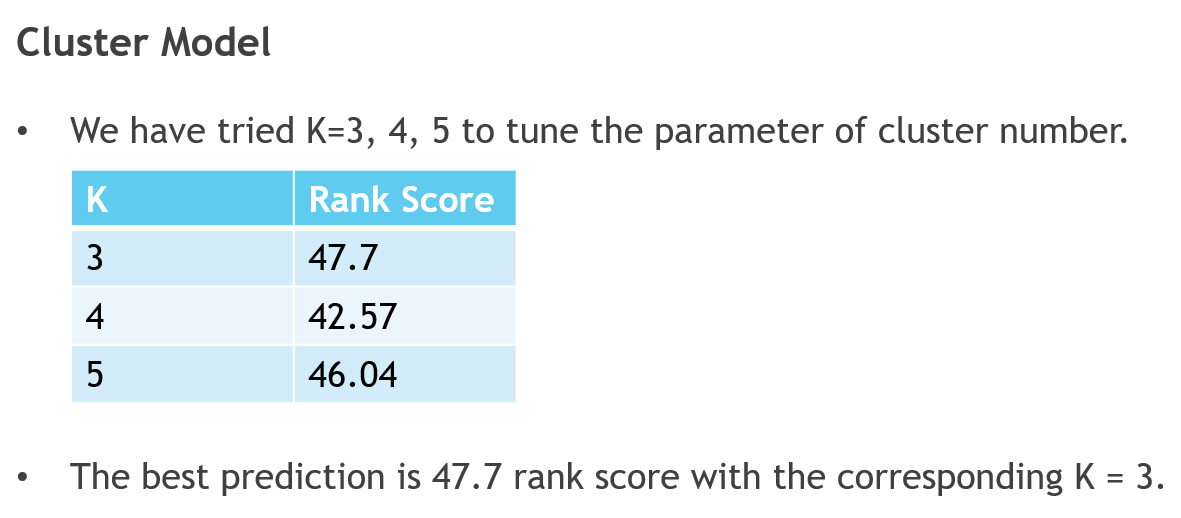 Cluster Model
• We have tried K=3, 4, 5 to tune the parameter of cluster number.
K Rank Score
3 47.7
4 42.57
5 46.04
• The best prediction is 47.7 rank score with the corresponding K = 3.